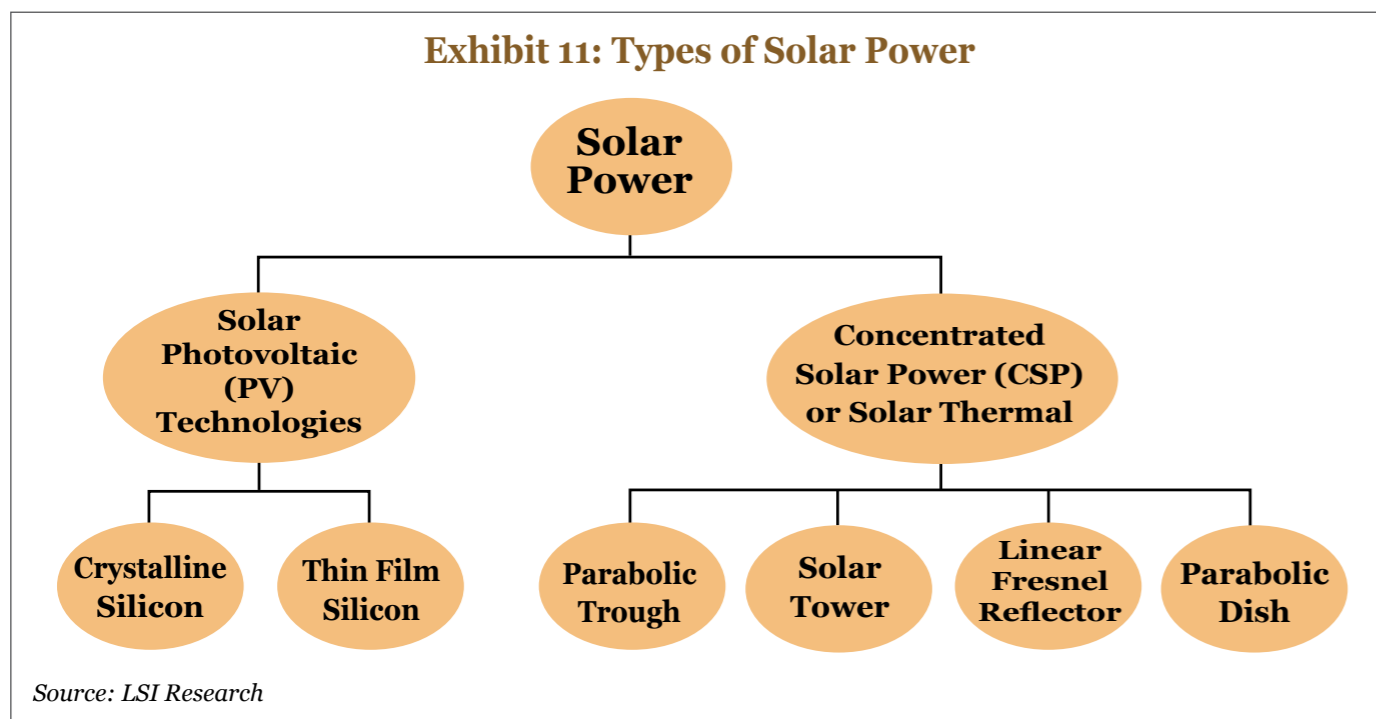 Exhibit 11: Types of Solar Power
Solar
Power
Solar
Photovoltaic
(PV)
Technologies
Concentrated
Solar Power (CSP)
or Solar Thermal
Crystalline
Silicon
Thin Film
Silicon
Parabolic
Trough
Solar
Tower
Linear
Fresnel
Reflector
Parabolic
Dish
Source: LSI Research